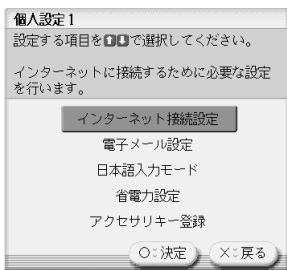 個人設定1
設定する項目を⬆⬇で選択してください。
インターネットに接続するために必要な設定
を行います。
インターネット接続設定
電子メール設定
日本語入力モード
省電力設定
アクセサリキー登録
○:決定 ×:戻る